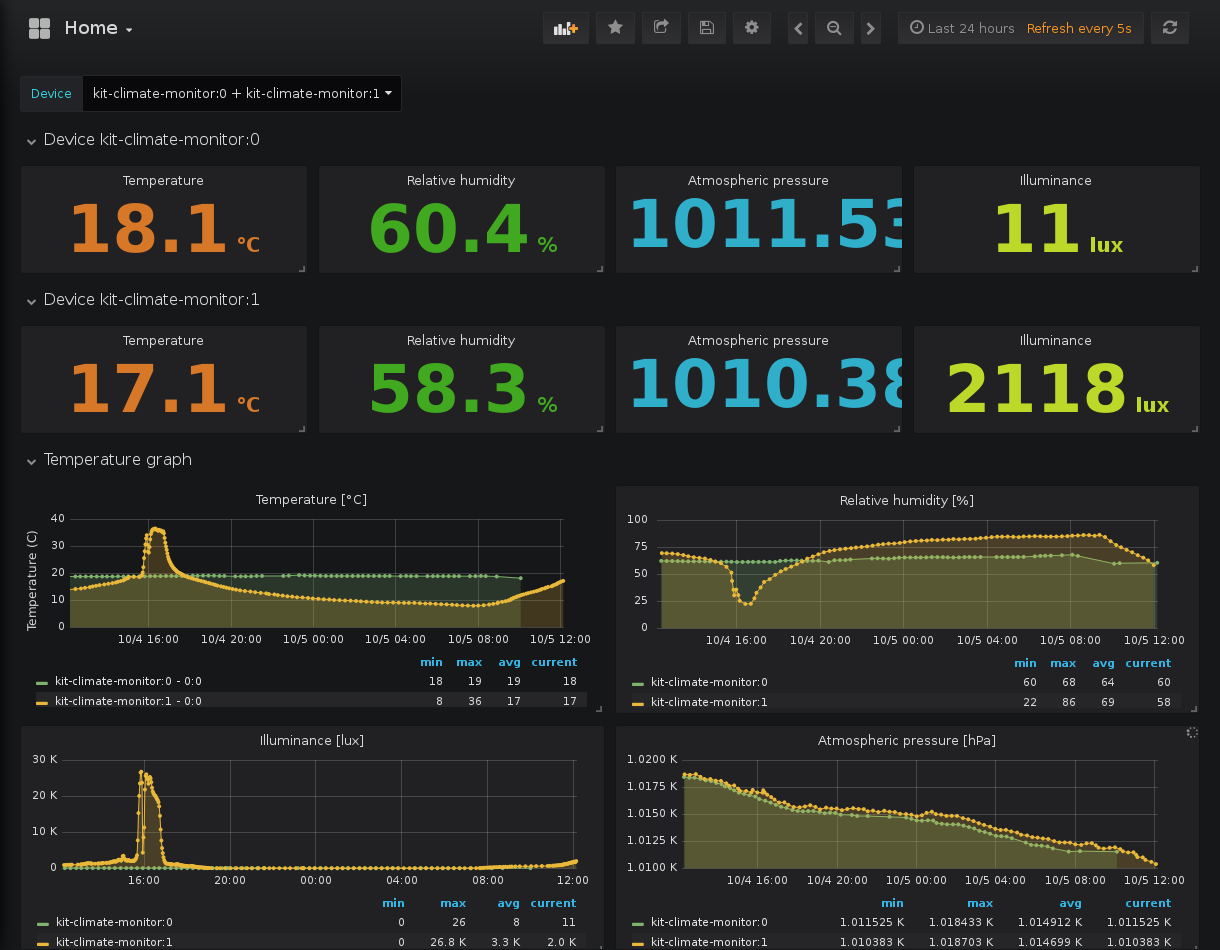 Home
Last 24 hours Refresh every 5s
Device kit-climate-monitor:0 + kit-climate-monitor:1
Device kit-climate-monitor:0
Temperature Relative humidity Atmospheric pressure Illuminance
18.1 °C 60.4 % 1011.53 11 lux
Device kit-climate-monitor:1
Temperature Relative humidity Atmospheric pressure Illuminance
17.1 °C 58.3 % 1010.38 2118 lux
Temperature graph
Temperature [°C]
Temperature (C)
40
30
20
10
0
10/4 16:00 10/4 20:00 10/5 00:00 10/5 04:00 10/5 08:00 10/5 12:00
min max avg current
kit-climate-monitor:0 - 0:0 18 19 19 18
kit-climate-monitor:1 - 0:0 8 36 17 17
Relative humidity [%]
100
75
50
25
0
10/4 16:00 10/4 20:00 10/5 00:00 10/5 04:00 10/5 08:00 10/5 12:00
min max avg current
kit-climate-monitor:0 60 68 64 60
kit-climate-monitor:1 22 86 69 58
Illuminance [lux]
30 K
20 K
10 K
0
16:00 20:00 00:00 04:00 08:00 12:00
min max avg current
kit-climate-monitor:0 0 26 8 11
kit-climate-monitor:1 0 26.8 K 3.3 K 2.0 K
Atmospheric pressure [hPa]
1.0200 K
1.0175 K
1.0150 K
1.0125 K
1.0100 K
10/4 16:00 10/4 20:00 10/5 00:00 10/5 04:00 10/5 08:00 10/5 12:00
min max avg current
kit-climate-monitor:0 1.011525 K 1.018433 K 1.014912 K 1.011525 K
kit-climate-monitor:1 1.010383 K 1.018703 K 1.014699 K 1.010383 K